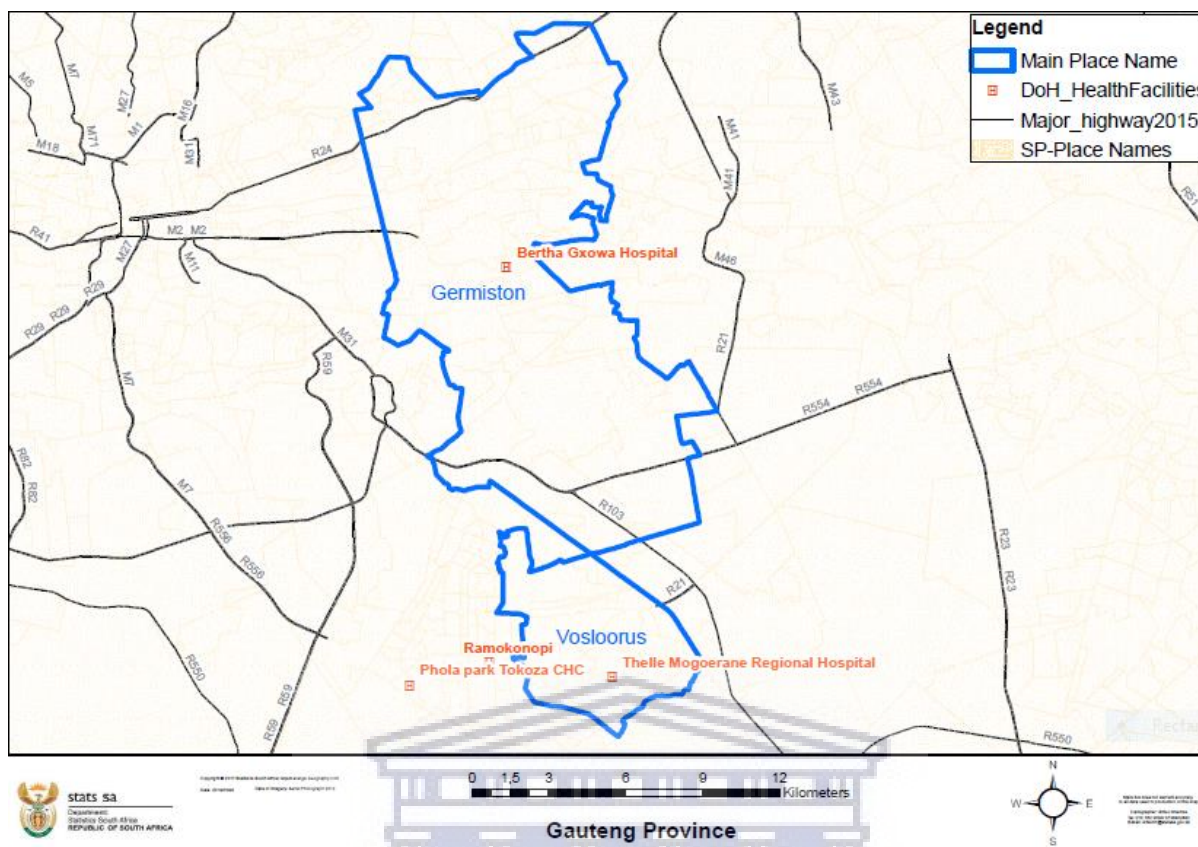 Legend
Main Place Name
DoH_HealthFacilities
Major_highway2015
SP-Place Names
M5
M7
M27
M16
M1
M71
M18
M31
M43
M41
M41
R51
R24
R41
M2 M2
M27
M11
M46
Bertha Gxowa Hospital
Germiston
R29
R29
R29
M31
R59
R21
M7
R554
R554
R82
R82
M7
R103
R556
R556
R23
R23
R21
Vosloorus
Ramokonopi
Phola park Tokoza CHC
Thelle Mogoerane Regional Hospital
R550
R59
R59
R550
stats sa
Department:
Statistics South Africa
REPUBLIC OF SOUTH AFRICA
0 1,5 3 6 9 12
Kilometers
Gauteng Province
N
W E
S